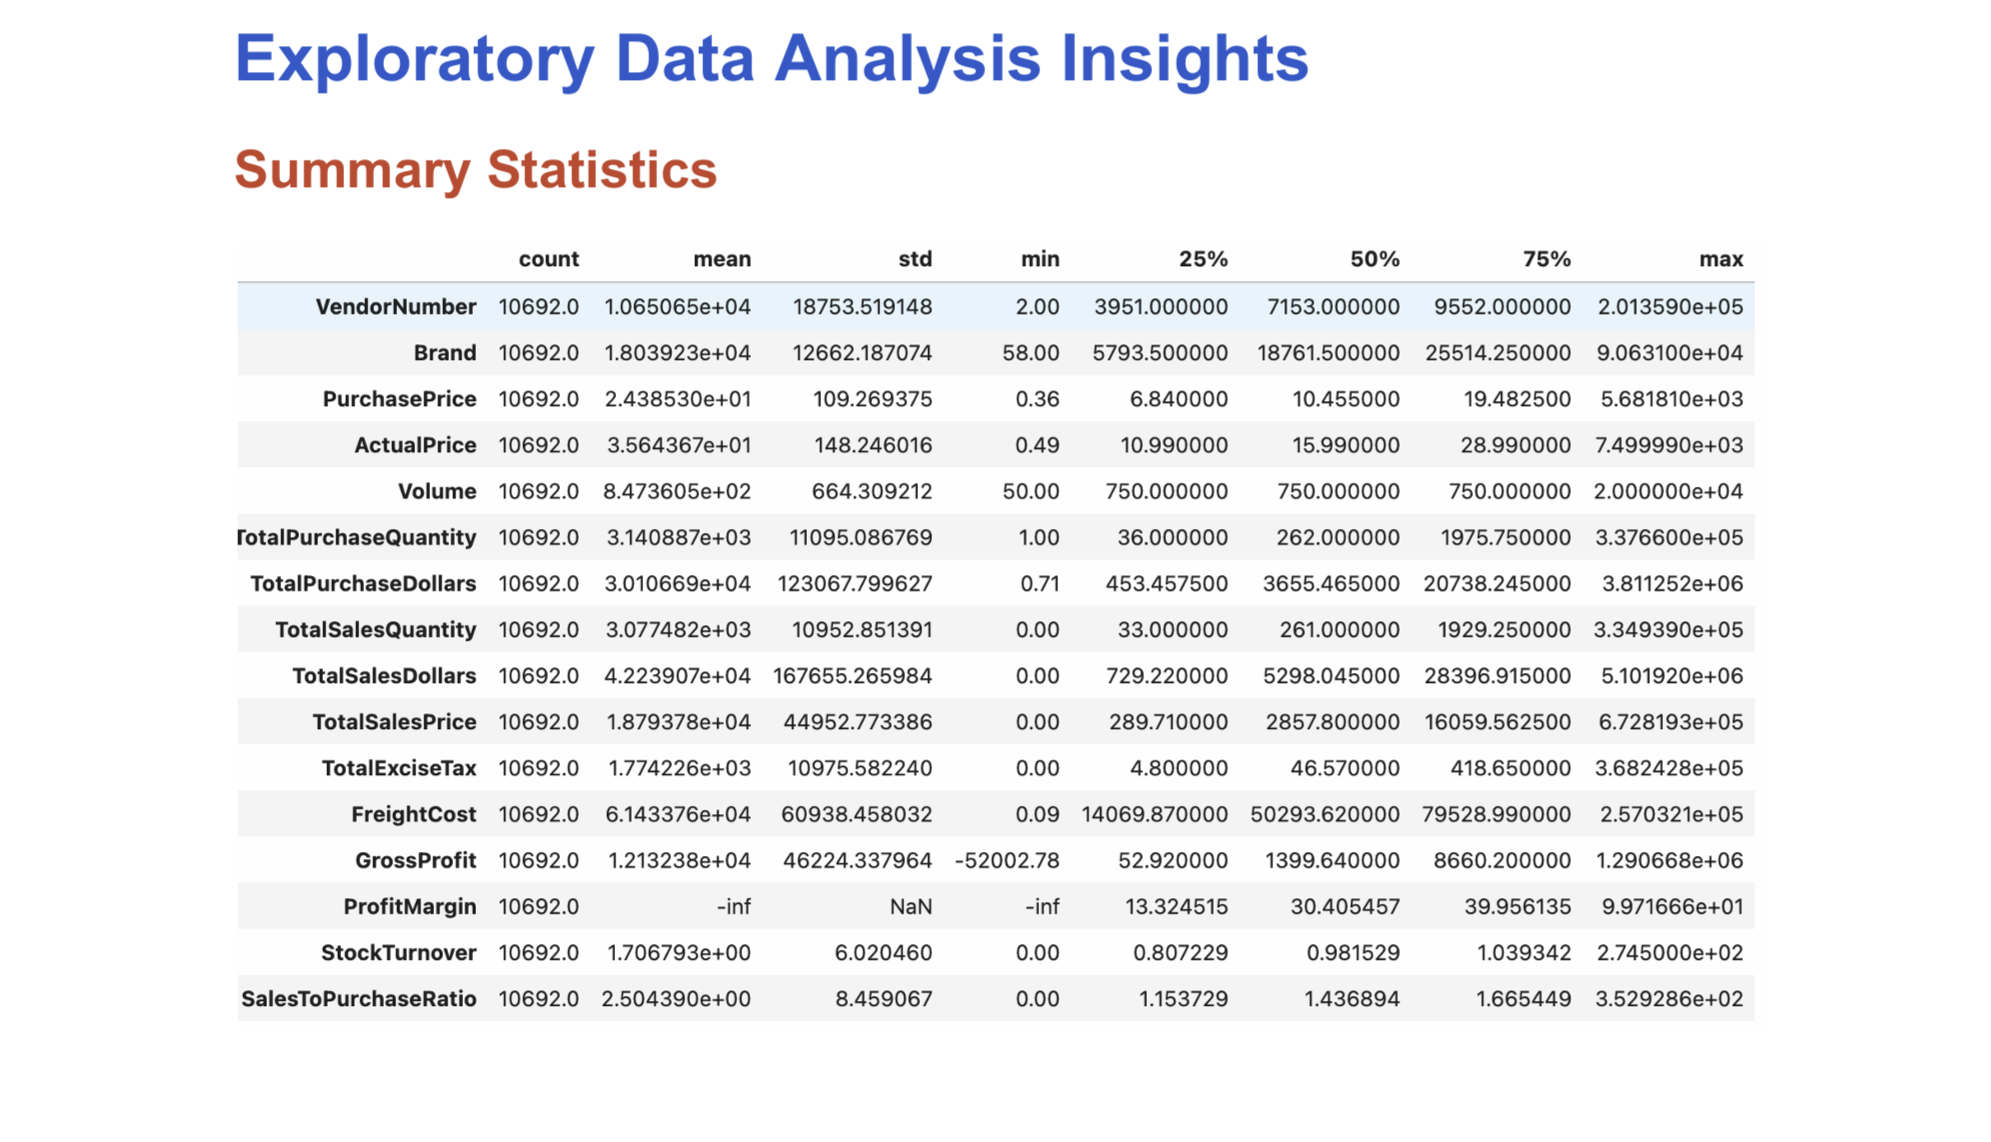 Exploratory Data Analysis Insights
Summary Statistics
count mean std min 25% 50% 75% max
VendorNumber 10692.0 1.065065e+04 18753.519148 2.00 3951.000000 7153.000000 9552.000000 2.013590e+05
Brand 10692.0 1.803923e+04 12662.187074 58.00 5793.500000 18761.500000 25514.250000 9.063100e+04
PurchasePrice 10692.0 2.438530e+01 109.269375 0.36 6.840000 10.455000 19.482500 5.681810e+03
ActualPrice 10692.0 3.564367e+01 148.246016 0.49 10.990000 15.990000 28.990000 7.499990e+03
Volume 10692.0 8.473605e+02 664.309212 50.00 750.000000 750.000000 750.000000 2.000000e+04
TotalPurchaseQuantity 10692.0 3.140887e+03 11095.086769 1.00 36.000000 262.000000 1975.750000 3.376600e+05
TotalPurchaseDollars 10692.0 3.010669e+04 123067.799627 0.71 453.457500 3655.465000 20738.245000 3.811252e+06
TotalSalesQuantity 10692.0 3.077482e+03 10952.851391 0.00 33.000000 261.000000 1929.250000 3.349390e+05
TotalSalesDollars 10692.0 4.223907e+04 167655.265984 0.00 729.220000 5298.045000 28396.915000 5.101920e+06
TotalSalesPrice 10692.0 1.879378e+04 44952.773386 0.00 289.710000 2857.800000 16059.562500 6.728193e+05
TotalExciseTax 10692.0 1.774226e+03 10975.582240 0.00 4.800000 46.570000 418.650000 3.682428e+05
FreightCost 10692.0 6.143376e+04 60938.458032 0.09 14069.870000 50293.620000 79528.990000 2.570321e+05
GrossProfit 10692.0 1.213238e+04 46224.337964 -52002.78 52.920000 1399.640000 8660.200000 1.290668e+06
ProfitMargin 10692.0 -inf NaN -inf 13.324515 30.405457 39.956135 9.971666e+01
StockTurnover 10692.0 1.706793e+00 6.020460 0.00 0.807229 0.981529 1.039342 2.745000e+02
SalesToPurchaseRatio 10692.0 2.504390e+00 8.459067 0.00 1.153729 1.436894 1.665449 3.529286e+02